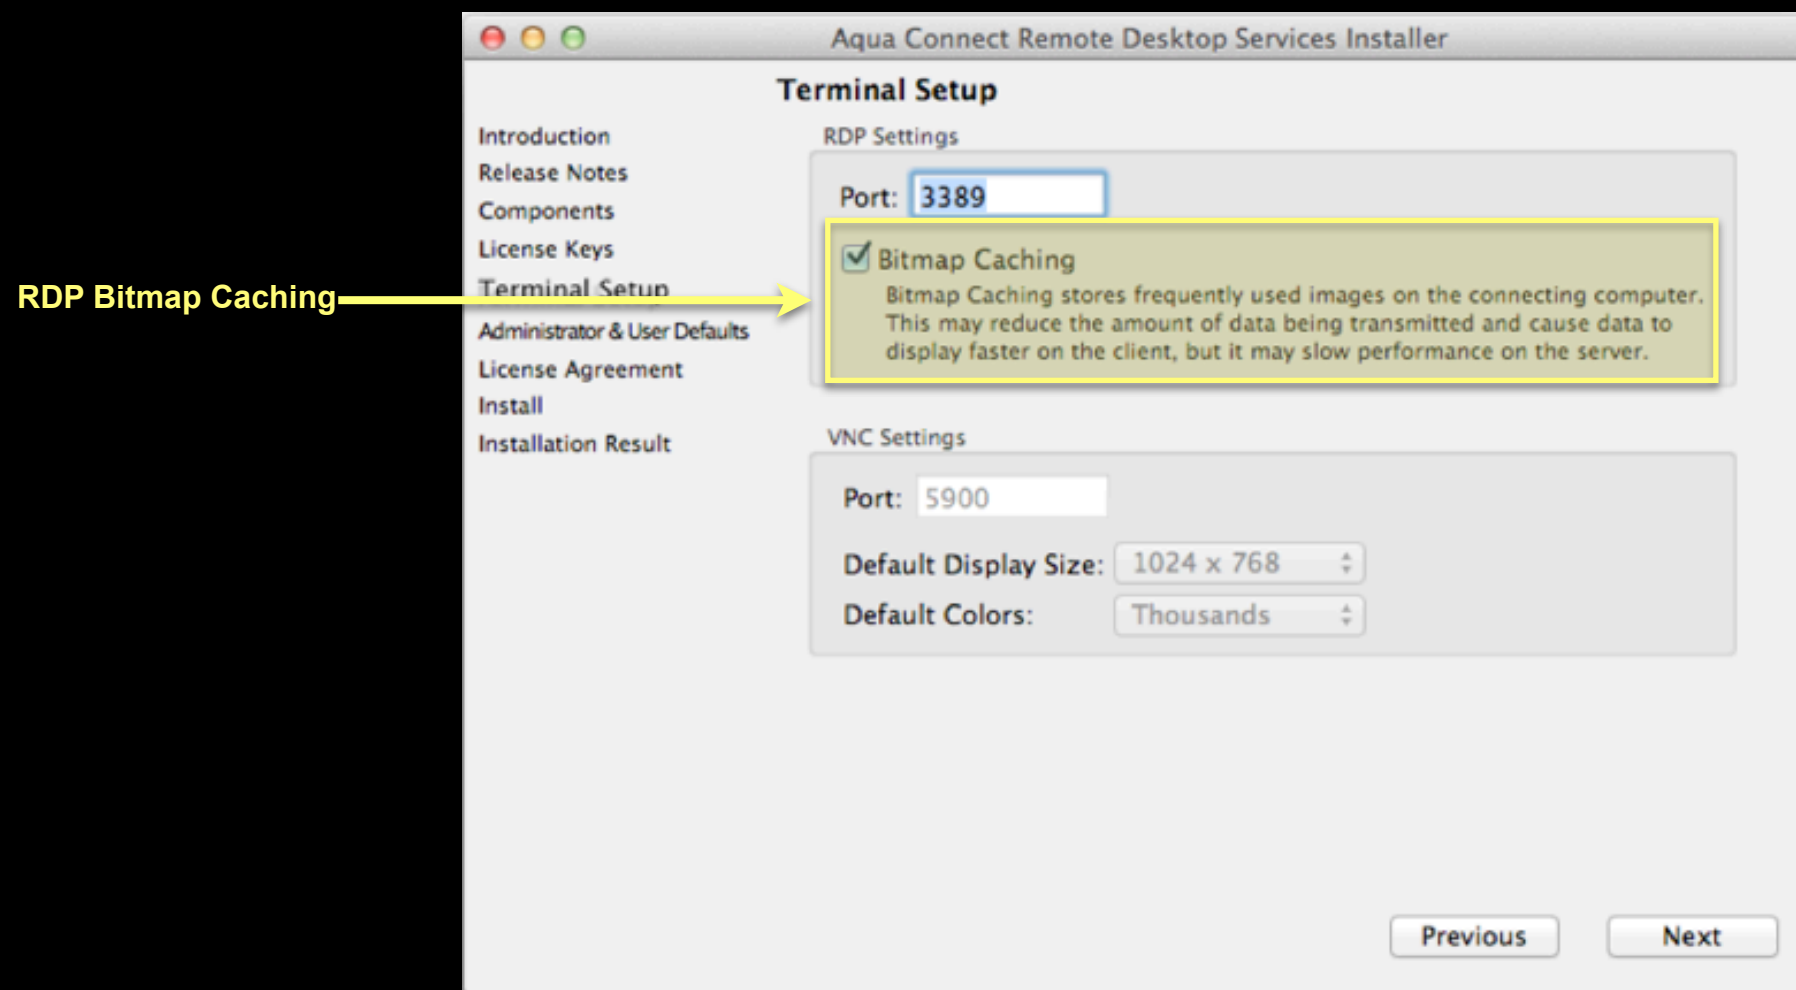 Aqua Connect Remote Desktop Services Installer
Terminal Setup
Introduction
Release Notes
Components
License Keys
Terminal Setup
Administrator & User Defaults
License Agreement
Install
Installation Result
RDP Bitmap Caching
RDP Settings
Port: 3389
Bitmap Caching
Bitmap Caching stores frequently used images on the connecting computer.
This may reduce the amount of data being transmitted and cause data to
display faster on the client, but it may slow performance on the server.
VNC Settings
Port: 5900
Default Display Size: 1024 x 768
Default Colors: Thousands
Previous Next